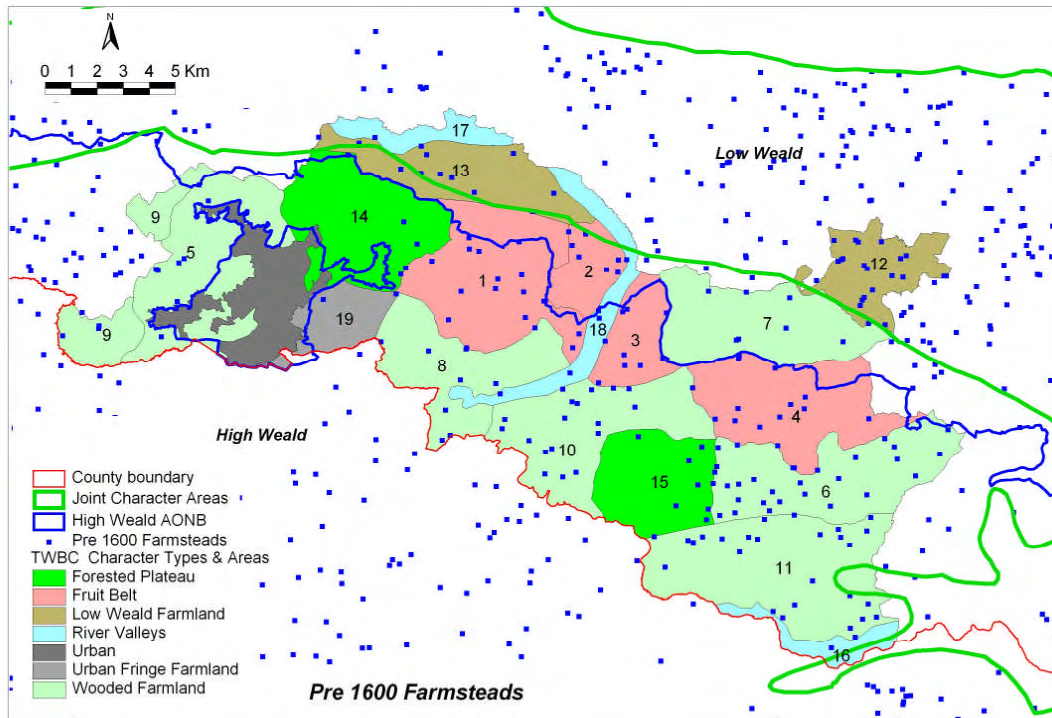 N
0 1 2 3 4 5 Km
17
Low Weald
13
9
14
5
12
1
2
7
19
18
9
3
8
4
High Weald
10
15
6
11
16
County boundary
Joint Character Areas
High Weald AONB
Pre 1600 Farmsteads
TWBC Character Types & Areas
Forested Plateau
Fruit Belt
Low Weald Farmland
River Valleys
Urban
Urban Fringe Farmland
Wooded Farmland
Pre 1600 Farmsteads